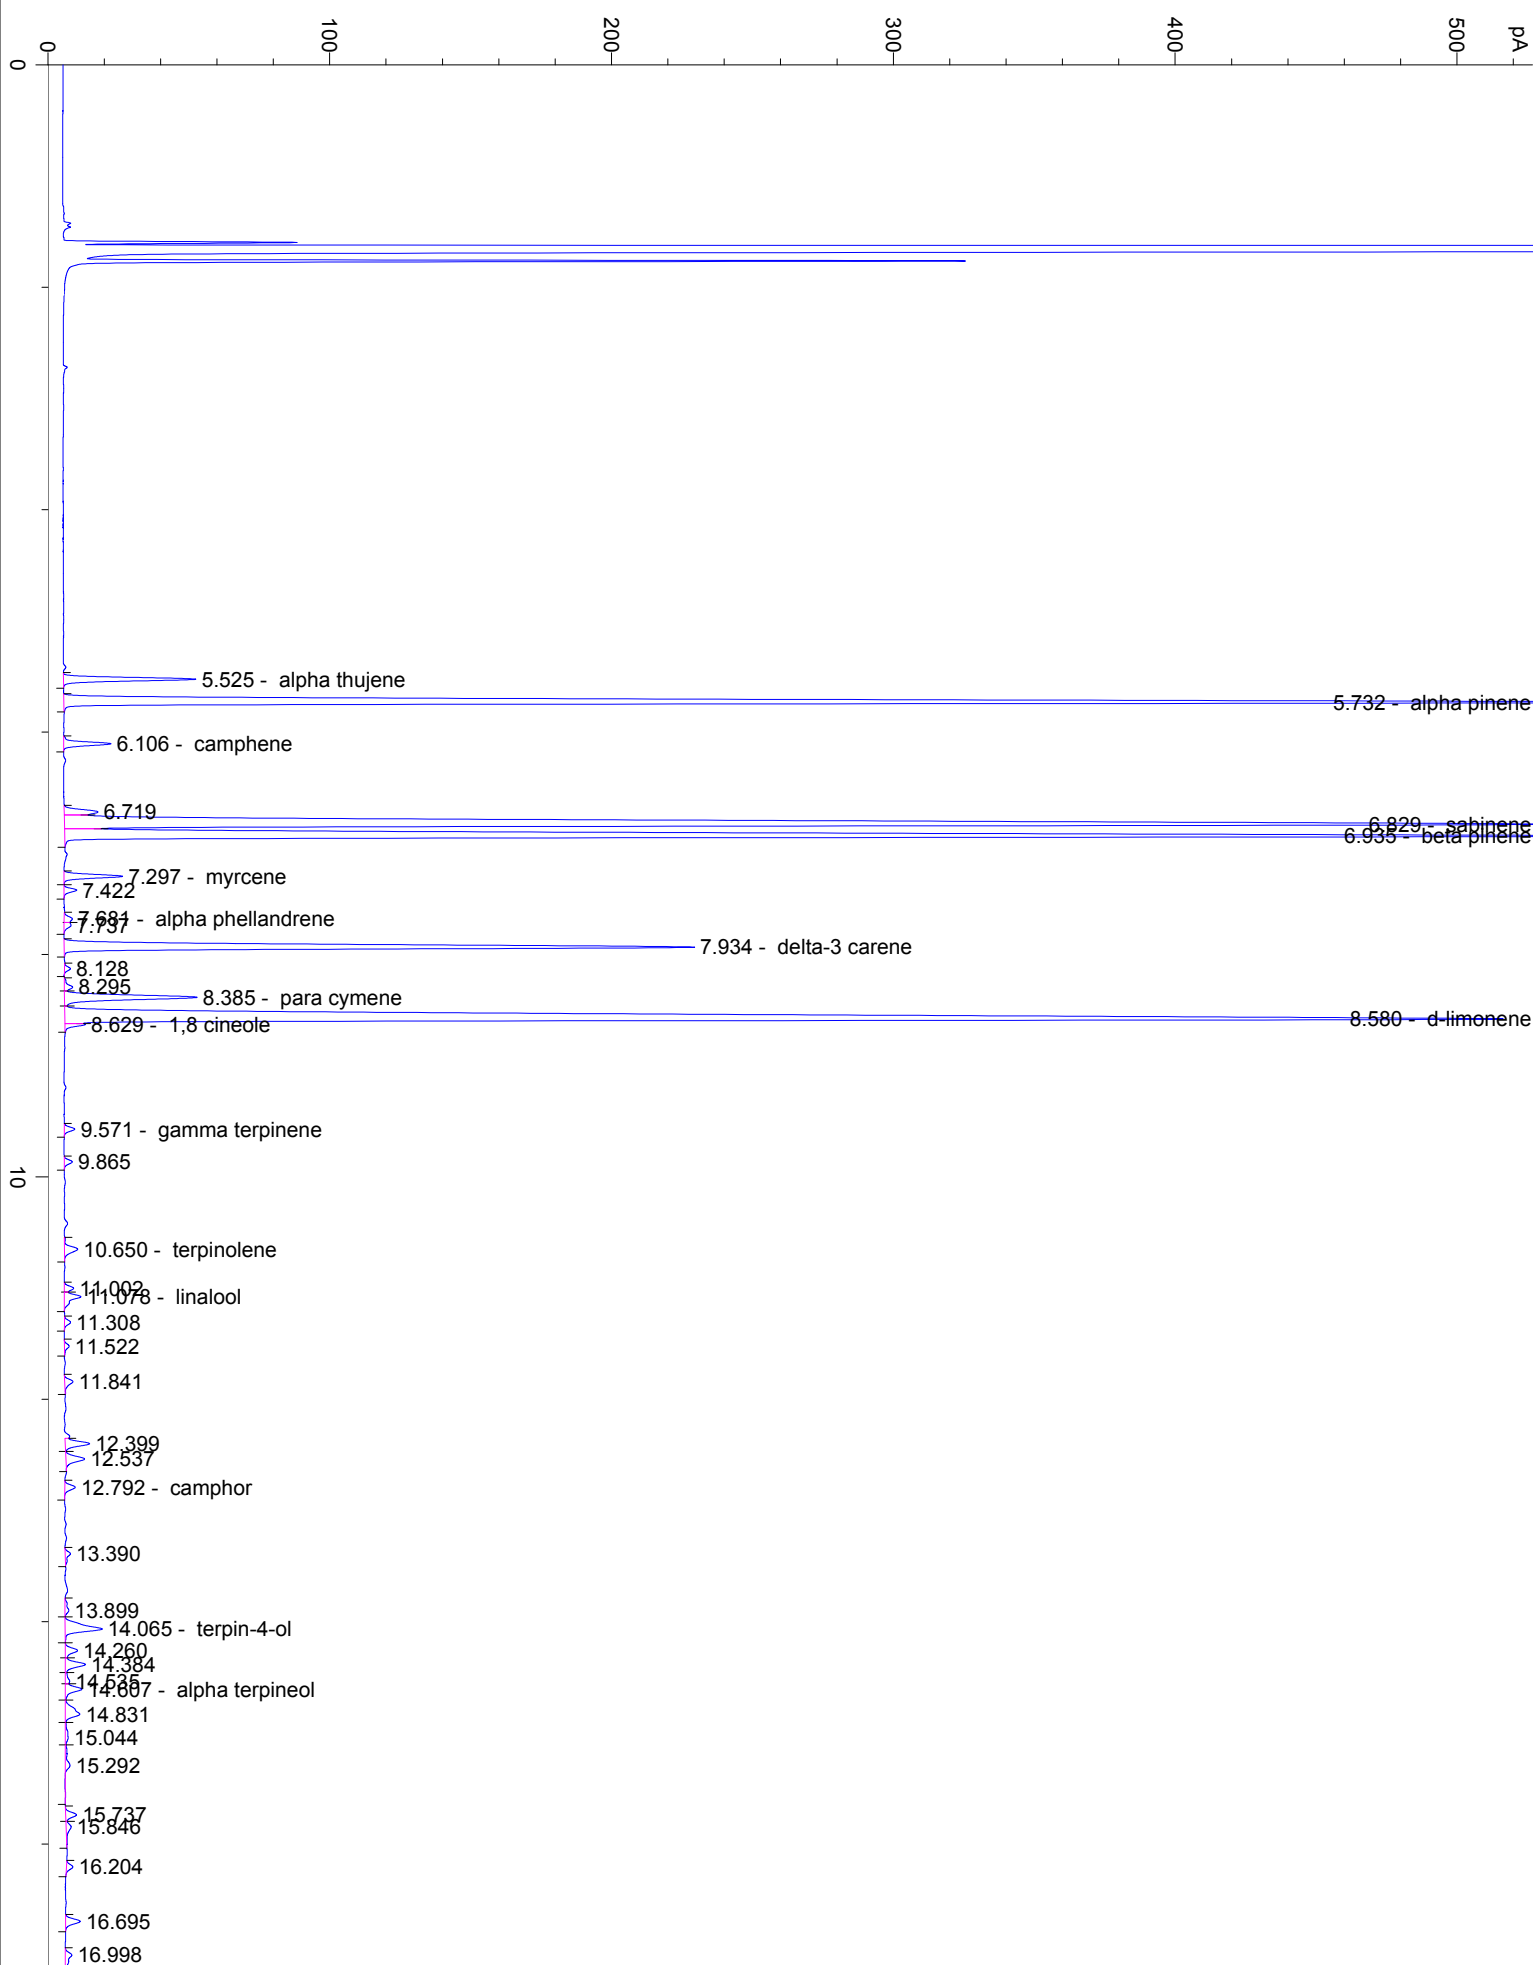 pA
0
100
200
300
400
500
0
5.525 - alpha thujene
5.732 - alpha pinene
6.106 - camphene
6.719
6.829 - sabinene
6.935 - beta pinene
7.297 - myrcene
7.422
7.681 - alpha phellandrene
7.737
7.934 - delta-3 carene
8.128
8.295
8.385 - para cymene
8.580 - d-limonene
8.629 - 1,8 cineole
9.571 - gamma terpinene
9.865
10
10.650 - terpinolene
11.002
11.078 - linalool
11.308
11.522
11.841
12.399
12.537
12.792 - camphor
13.390
13.899
14.065 - terpin-4-ol
14.260
14.384
14.535
14.607 - alpha terpineol
14.831
15.044
15.292
15.737
15.846
16.204
16.695
16.998